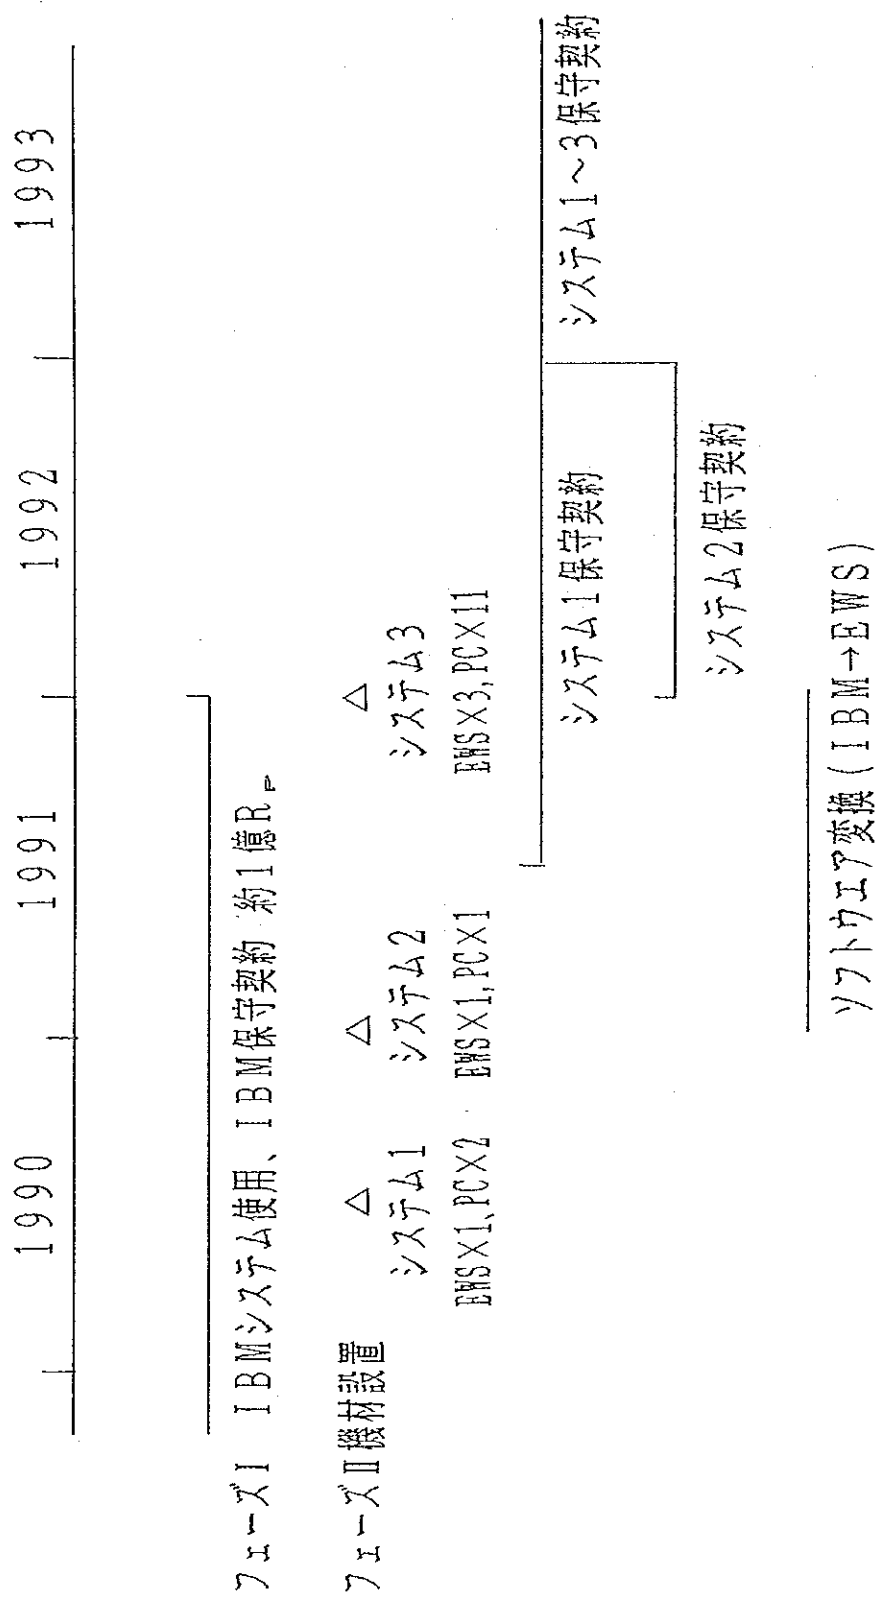 1990 1991 1992 1993
フェーズⅠ IBMシステム使用、IBM保守契約 約1億Rp
フェーズⅡ機材設置
△ △ △
システム1 システム2 システム3
EWS×1、PC×2 EWS×1,PC×1 EWS×3,PC×11
システム1保守契約 システム1～3保守契約
システム2保守契約
ソフトウエア変換(IBM→EWS)